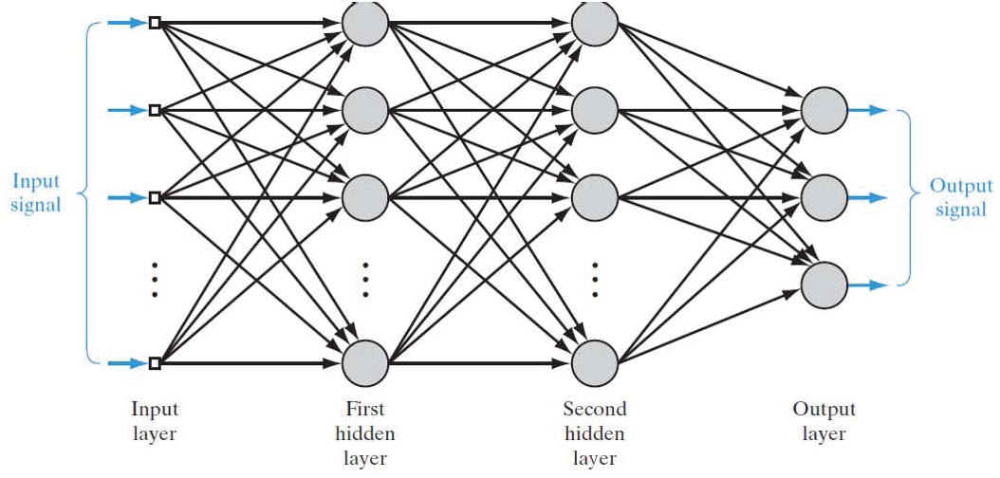 Input
signal
Output
signal
Input
layer
First
hidden
layer
Second
hidden
layer
Output
layer